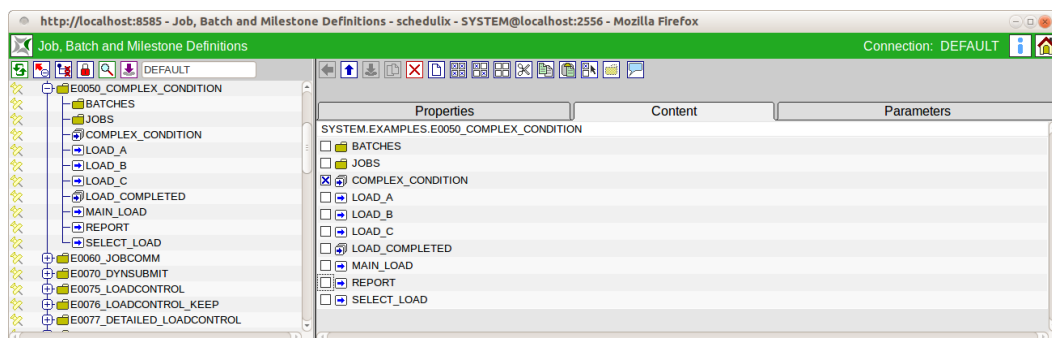 http://localhost:8585 - Job, Batch and Milestone Definitions - schedulix - SYSTEM@localhost:2556 - Mozilla Firefox
Job, Batch and Milestone Definitions
Connection: DEFAULT
DEFAULT
E0050_COMPLEX_CONDITION
BATCHES
JOBS
COMPLEX_CONDITION
LOAD_A
LOAD_B
LOAD_C
LOAD_COMPLETED
MAIN_LOAD
REPORT
SELECT_LOAD
E0060_JOBCOMM
E0070_DYNSUBMIT
E0075_LOADCONTROL
E0076_LOADCONTROL_KEEP
E0077_DETAILED_LOADCONTROL
Properties
Content
Parameters
SYSTEM.EXAMPLES.E0050_COMPLEX_CONDITION
BATCHES
JOBS
COMPLEX_CONDITION
LOAD_A
LOAD_B
LOAD_C
LOAD_COMPLETED
MAIN_LOAD
REPORT
SELECT_LOAD